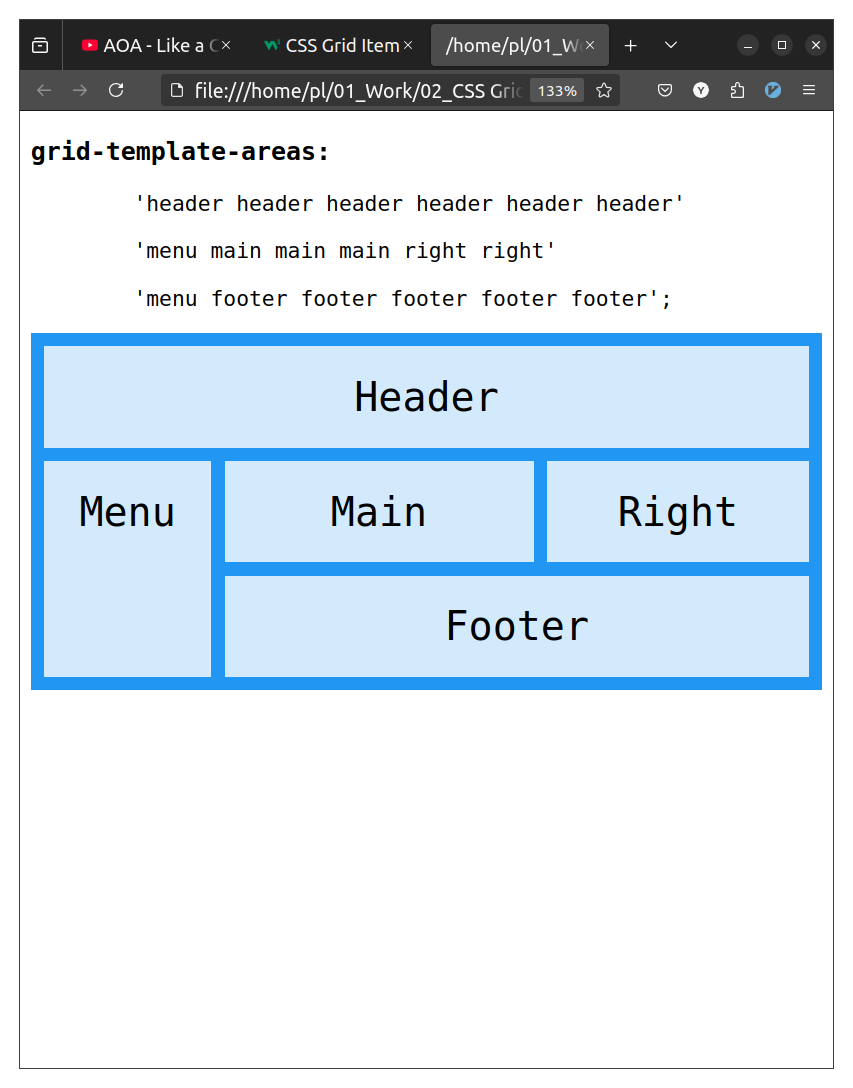 AOA - Like a
CSS Grid Item
/home/pl/01_W
file:///home/pl/01_Work/02_CSS Gric
133%
Y
grid-template-areas:
'header header header header header header'
'menu main main main right right'
'menu footer footer footer footer footer';
Header
Menu
Main
Right
Footer